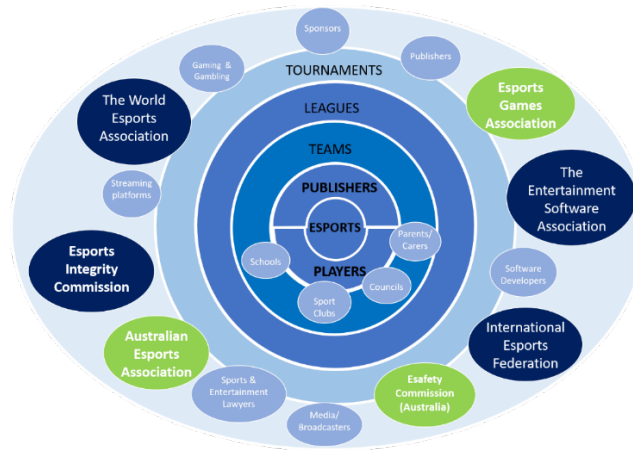 Sponsors
Gaming &
Gambling
Publishers
TOURNAMENTS
The World
Esports
Association
Esports
Games
Association
LEAGUES
TEAMS
Streaming
platforms
PUBLISHERS
The
Entertainment
Software
Association
ESPORTS
Parents/
Carers
Esports
Integrity
Commission
Schools
PLAYERS
Software
Developers
Councils
Sport
Clubs
International
Esports
Federation
Australian
Esports
Association
Sports &
Entertainment
Lawyers
Esafety
Commission
(Australia)
Media/
Broadcasters